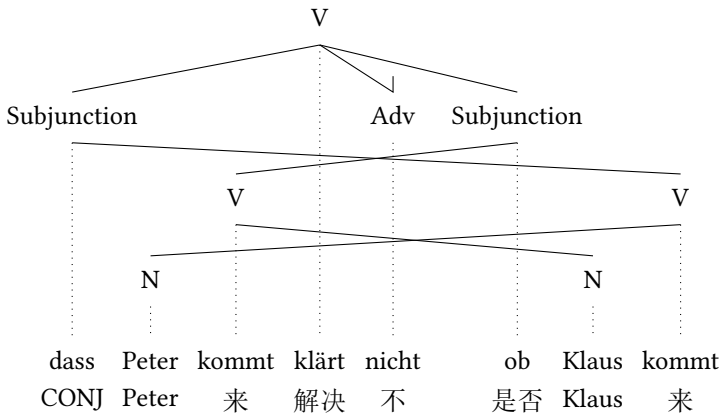 V
Subjunction Adv Subjunction
V V
N N
dass Peter kommt klärt nicht ob Klaus kommt
CONJ Peter 来 解决 不 是否 Klaus 来